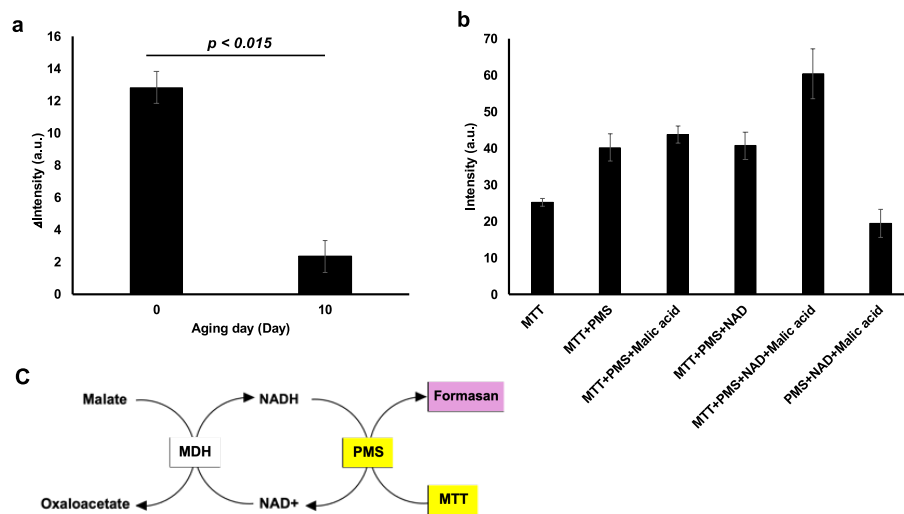 a
16
14
12
10
8
6
4
2
0
ΔIntensity (a.u.)
p < 0.015
0
10
Aging day (Day)
b
70
60
50
40
30
20
10
0
Intensity (a.u.)
MTT
MTT+PMS
MTT+PMS+Malic acid
MTT+PMS+NAD
MTT+PMS+NAD+Malic acid
PMS+NAD+Malic acid
C
Malate
NADH
Formasan
MDH
PMS
Oxaloacetate
NAD+
MTT